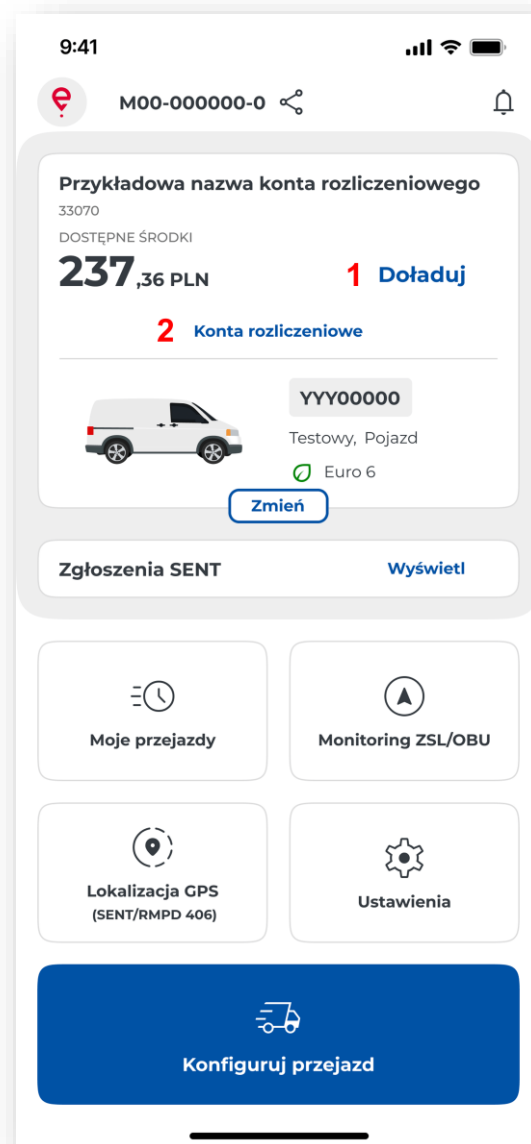 9:41
M00-000000-0
Przykładowa nazwa konta rozliczeniowego
33070
DOSTĘPNE ŚRODKI
237,36 PLN 1 Doładuj
2 Konta rozliczeniowe
YYY00000
Testowy, Pojazd
Euro 6
Zmień
Zgłoszenia SENT Wyświetl
Moje przejazdy Monitoring ZSL/OBU
Lokalizacja GPS
(SENT/RMPD 406) Ustawienia
Konfiguruj przejazd